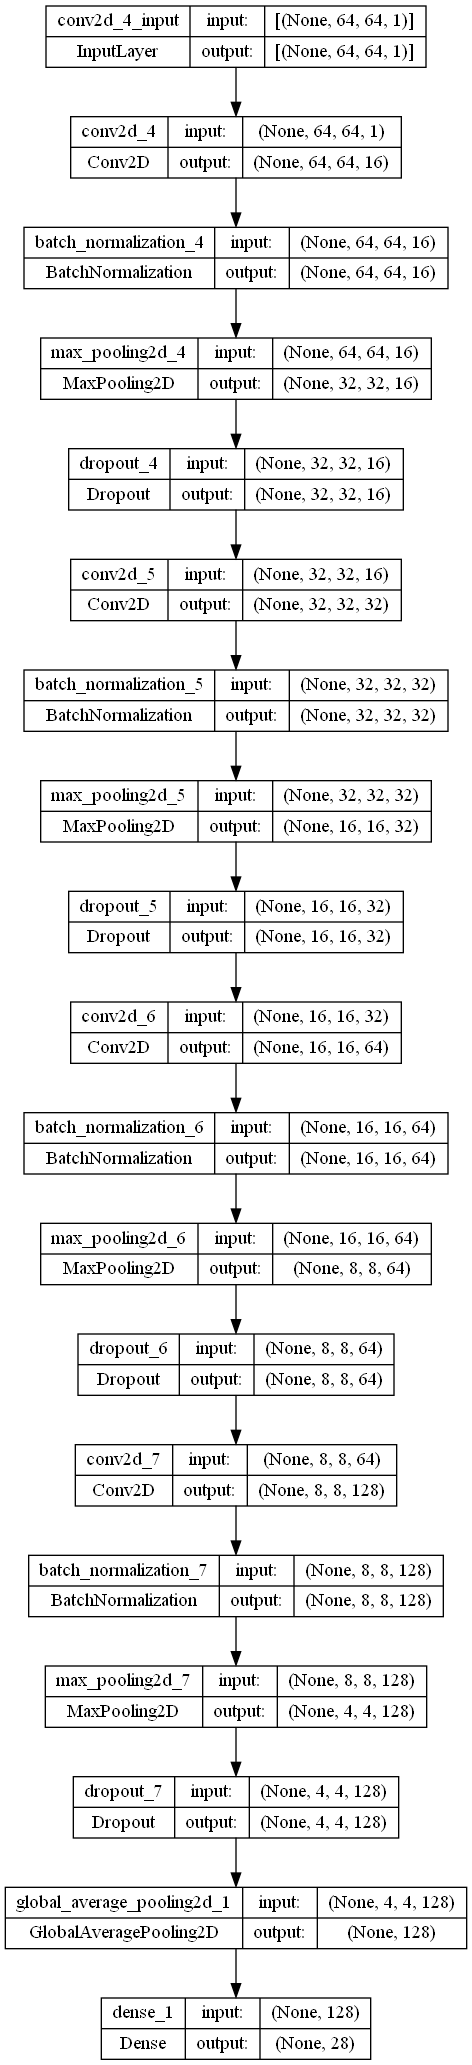 conv2d_4_input input: [(None, 64, 64, 1)]
InputLayer output: [(None, 64, 64, 1)]
conv2d_4 input: (None, 64, 64, 1)
Conv2D output: (None, 64, 64, 16)
batch_normalization_4 input: (None, 64, 64, 16)
BatchNormalization output: (None, 64, 64, 16)
max_pooling2d_4 input: (None, 64, 64, 16)
MaxPooling2D output: (None, 32, 32, 16)
dropout_4 input: (None, 32, 32, 16)
Dropout output: (None, 32, 32, 16)
conv2d_5 input: (None, 32, 32, 16)
Conv2D output: (None, 32, 32, 32)
batch_normalization_5 input: (None, 32, 32, 32)
BatchNormalization output: (None, 32, 32, 32)
max_pooling2d_5 input: (None, 32, 32, 32)
MaxPooling2D output: (None, 16, 16, 32)
dropout_5 input: (None, 16, 16, 32)
Dropout output: (None, 16, 16, 32)
conv2d_6 input: (None, 16, 16, 32)
Conv2D output: (None, 16, 16, 64)
batch_normalization_6 input: (None, 16, 16, 64)
BatchNormalization output: (None, 16, 16, 64)
max_pooling2d_6 input: (None, 16, 16, 64)
MaxPooling2D output: (None, 8, 8, 64)
dropout_6 input: (None, 8, 8, 64)
Dropout output: (None, 8, 8, 64)
conv2d_7 input: (None, 8, 8, 64)
Conv2D output: (None, 8, 8, 128)
batch_normalization_7 input: (None, 8, 8, 128)
BatchNormalization output: (None, 8, 8, 128)
max_pooling2d_7 input: (None, 8, 8, 128)
MaxPooling2D output: (None, 4, 4, 128)
dropout_7 input: (None, 4, 4, 128)
Dropout output: (None, 4, 4, 128)
global_average_pooling2d_1 input: (None, 4, 4, 128)
GlobalAveragePooling2D output: (None, 128)
dense_1 input: (None, 128)
Dense output: (None, 28)